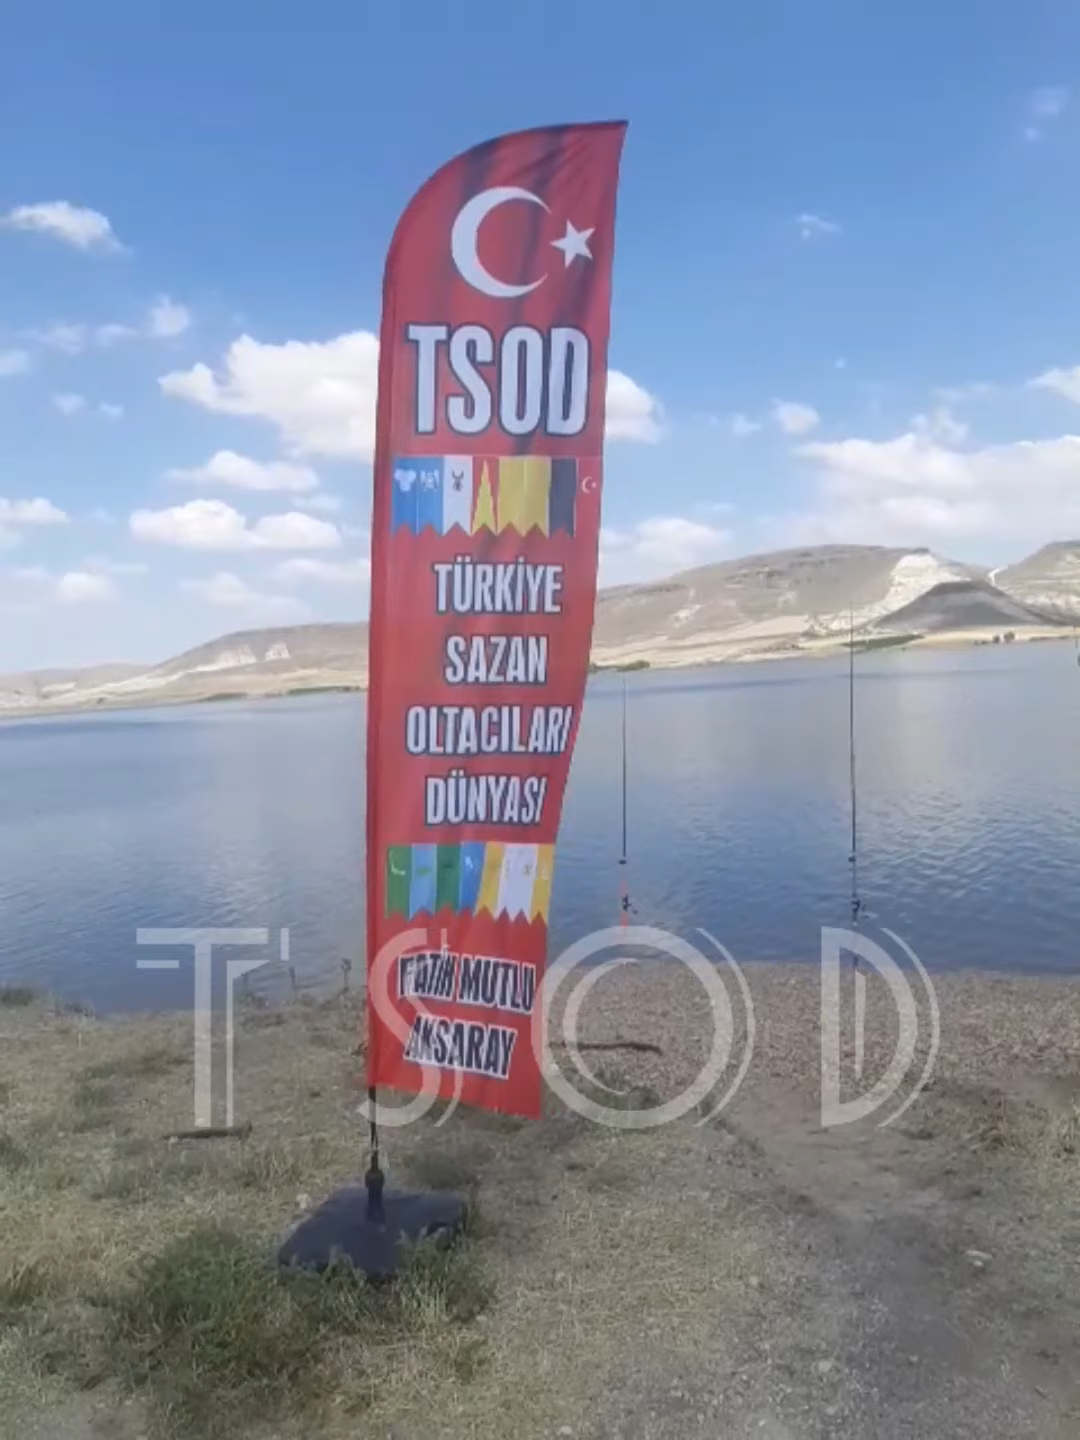 TSOD
TÜRKİYE
SAZAN
OLTACILARI
DÜNYASI
FATİH MUTLU
AKSARAY
TSOD